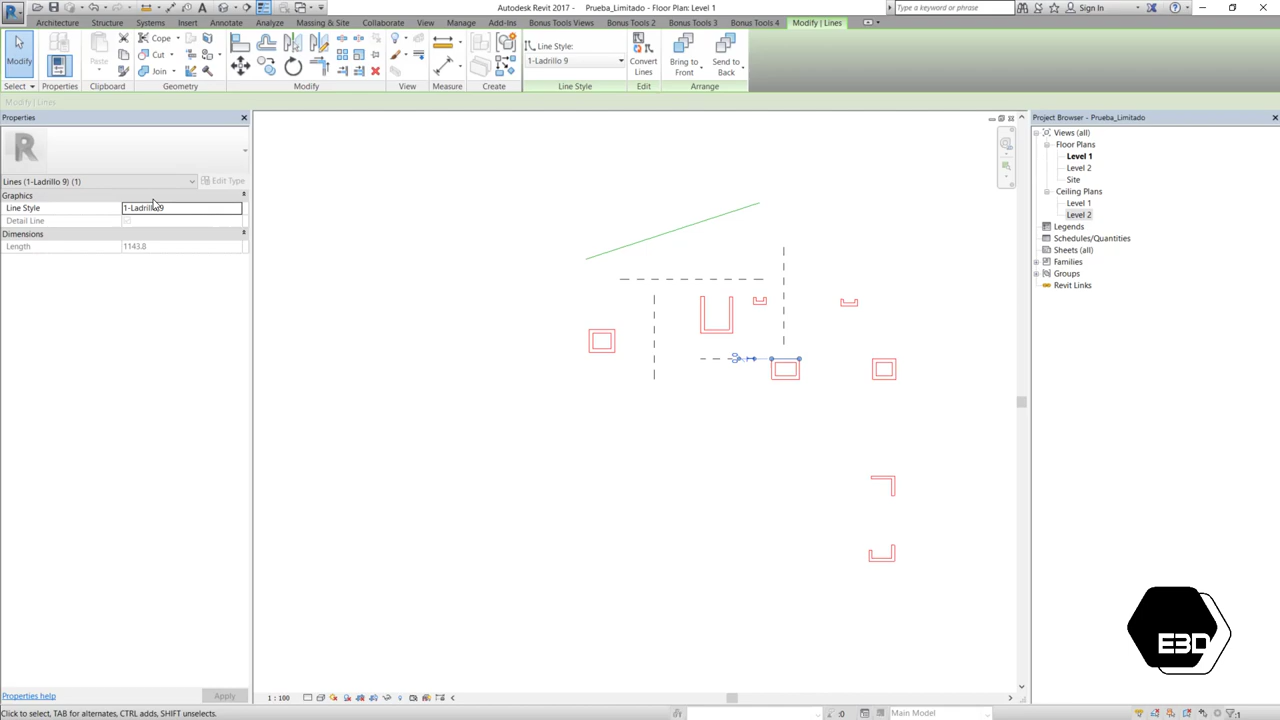 Autodesk Revit 2017 -    Prueba_Limitado - Floor Plan: Level 1
Type a keyword or phrase
Sign In
Architecture Structure Systems Insert Annotate Analyze Massing & Site Collaborate View Manage Add-Ins Bonus Tools Views Bonus Tools 2 Bonus Tools 3 Bonus Tools 4 Modify | Lines
Modify
Paste
Cope
Cut
Join
Line Style:
1-Ladrillo 9
Convert Lines
Bring to Front
Send to Back
Select Properties Clipboard Geometry Modify View Measure Create Line Style Edit Arrange
Modify | Lines
Properties
Lines (1-Ladrillo 9) (1)
Edit Type
Graphics
Line Style 1-Ladrillo 9
Detail Line
Dimensions
Length 1143.8
Project Browser - Prueba_Limitado
Views (all)
Floor Plans
Level 1
Level 2
Site
Ceiling Plans
Level 1
Level 2
Legends
Schedules/Quantities
Sheets (all)
Families
Groups
Revit Links
E3D
Properties help
Apply
1 : 100
Click to select, TAB for alternates, CTRL adds, SHIFT unselects.
:0
Main Model
:1